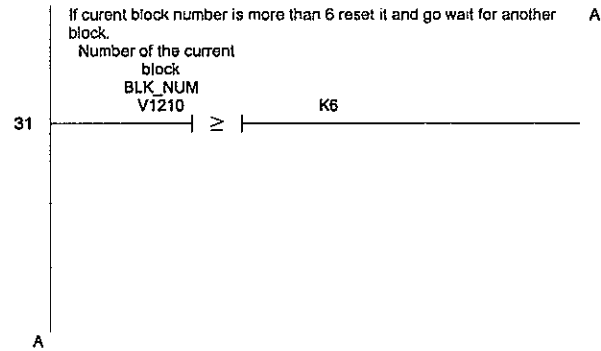 If curent block number is more than 6 reset it and go wait for another
block.
A
Number of the current
block
BLK_NUM
V1210
K6
31
≥
A